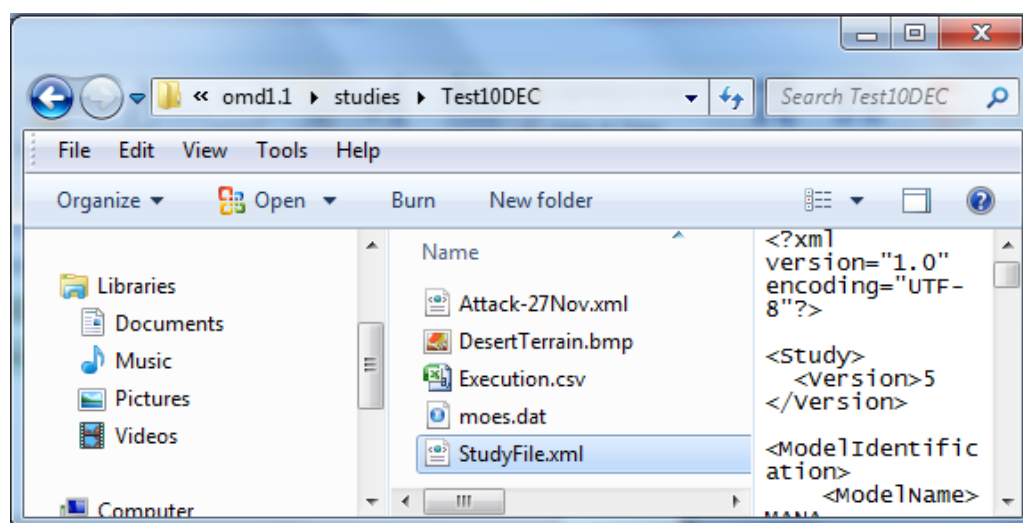 « omd1.1 ▸ studies ▸ Test10DEC
Search Test10DEC
File Edit View Tools Help
Organize Open Burn New folder
Libraries
Documents
Music
Pictures
Videos
Computer
Name
Attack-27Nov.xml
DesertTerrain.bmp
Execution.csv
moes.dat
StudyFile.xml
<?xml
version="1.0"
encoding="UTF-
8"?>
<Study>
<Version>5
</Version>
<ModelIdentific
ation>
<ModelName>
MANA